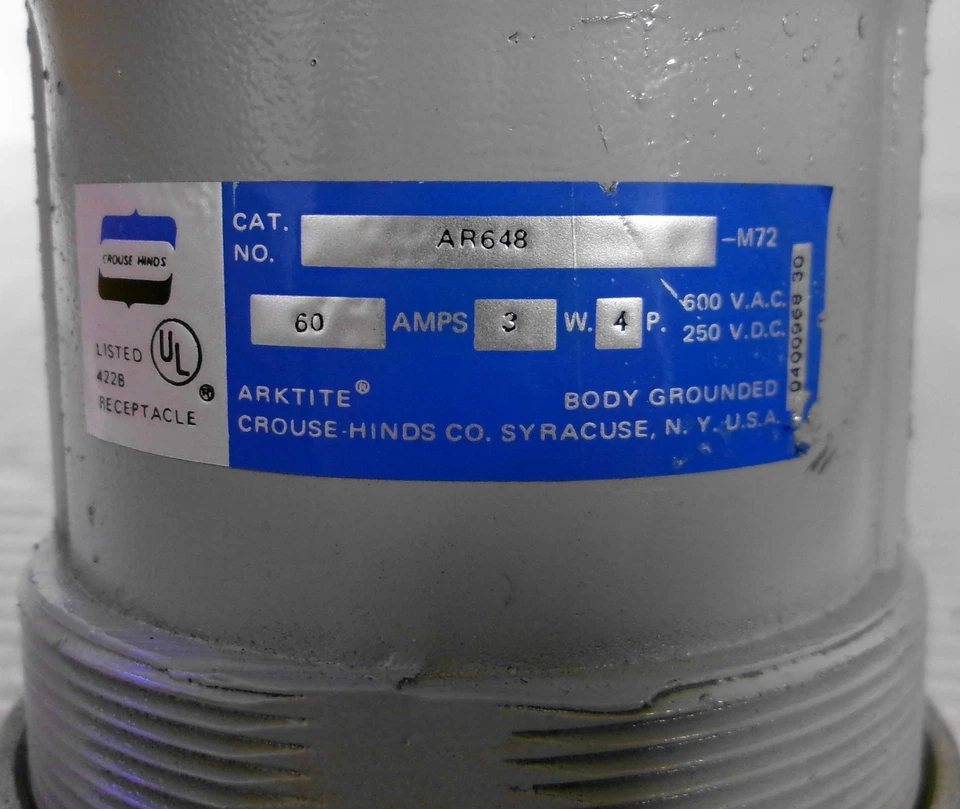 CROUSE HINDS
LISTED UL
422B
RECEPTACLE ®
CAT. NO. AR648 -M72
60 AMPS 3 W. 4 P. 600 V.A.C.
250 V.D.C.
ARKTITE® BODY GROUNDED
CROUSE-HINDS CO. SYRACUSE, N. Y. U.S.A.
0400968 30